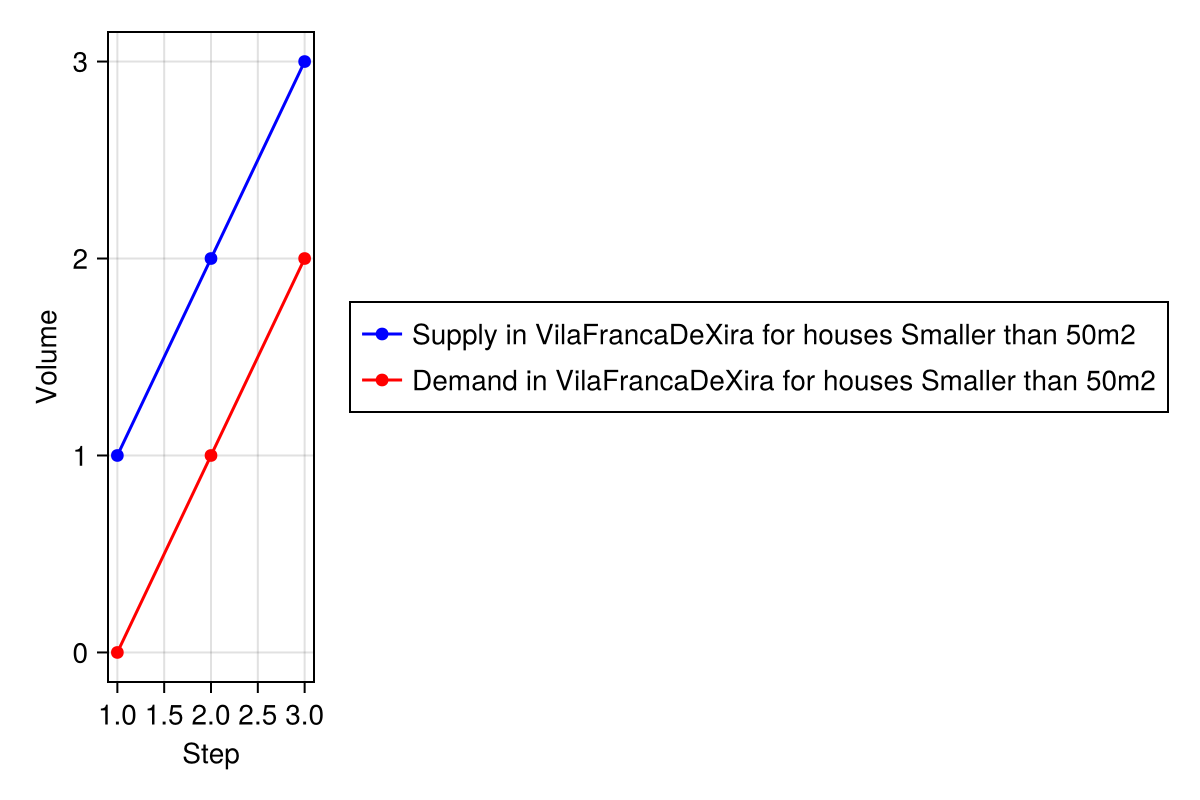 3
2
1
0
Volume
1.0 1.5 2.0 2.5 3.0
Step
Supply in VilaFrancaDeXira for houses Smaller than 50m2
Demand in VilaFrancaDeXira for houses Smaller than 50m2